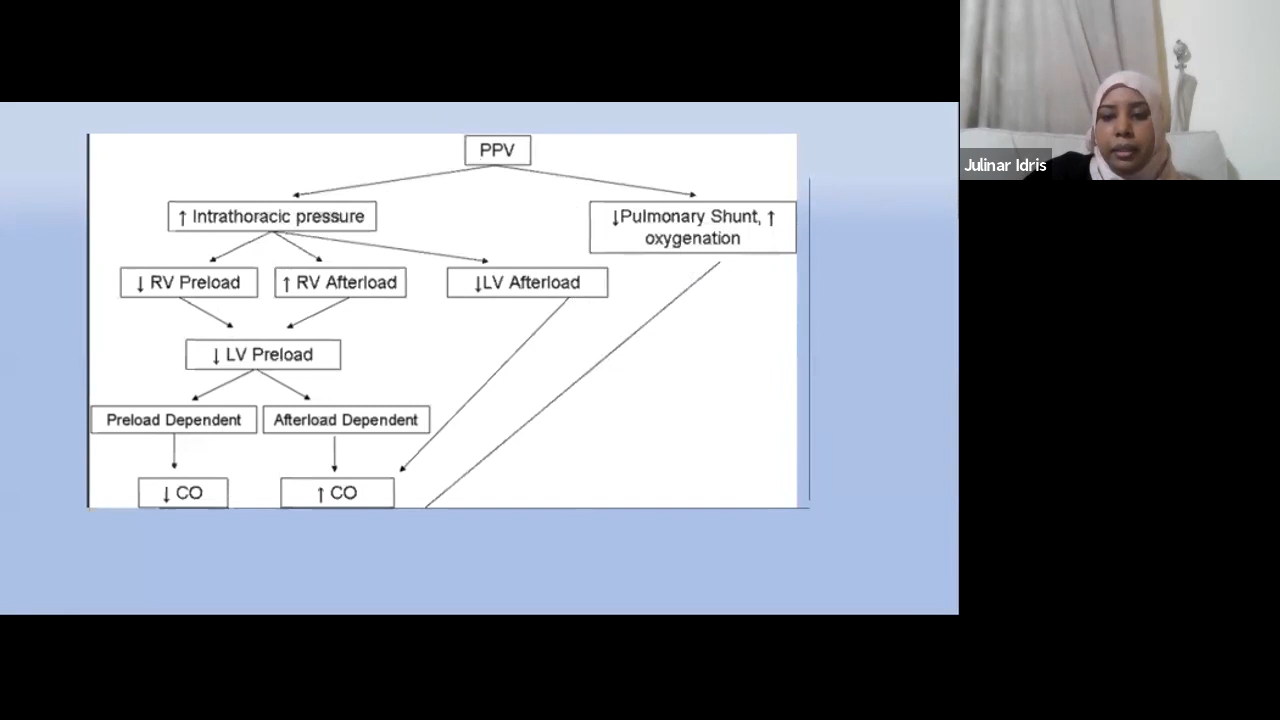 PPV
↑ Intrathoracic pressure
↓Pulmonary Shunt, ↑
oxygenation
↓ RV Preload
↑ RV Afterload
↓LV Afterload
↓ LV Preload
Preload Dependent
Afterload Dependent
↓ CO
↑ CO
Julinar Idris